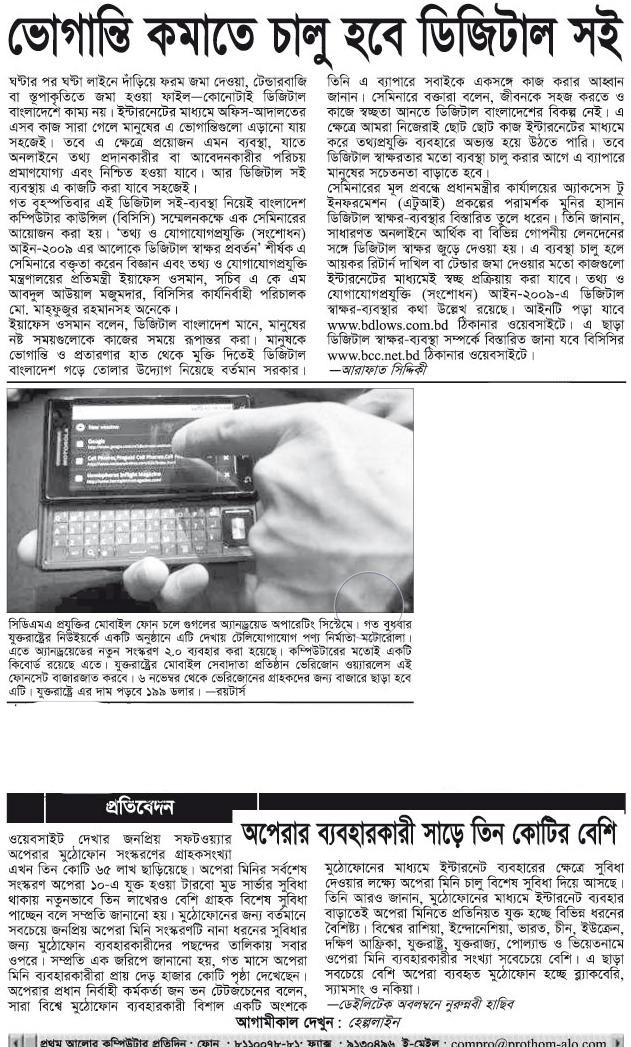 ভোগান্তি কমাতে চালু হবে ডিজিটাল সই
ঘণ্টার পর ঘণ্টা লাইনে দাঁড়িয়ে ফরম জমা দেওয়া, টেন্ডারবাজি
বা স্তূপাকৃতিতে জমা হওয়া ফাইল—কোনোটাই ডিজিটাল
বাংলাদেশে কাম্য নয়। ইন্টারনেটের মাধ্যমে অফিস-আদালতের
এসব কাজ সারা গেলে মানুষের এ ভোগান্তিগুলো এড়ানো যায়
সহজেই। তবে এ ক্ষেত্রে প্রয়োজন এমন ব্যবস্থা, যাতে
অনলাইনে তথ্য প্রদানকারীর বা আবেদনকারীর পরিচয়
প্রমাণযোগ্য এবং নিশ্চিত হওয়া যাবে। আর ডিজিটাল সই
ব্যবস্থায় এ কাজটি করা যাবে সহজেই।
গত বৃহস্পতিবার এই ডিজিটাল সই-ব্যবস্থা নিয়েই বাংলাদেশ
কম্পিউটার কাউন্সিল (বিসিসি) সম্মেলনকক্ষে এক সেমিনারের
আয়োজন করা হয়। ‘তথ্য ও যোগাযোগপ্রযুক্তি (সংশোধন)
আইন-২০০৯ এর আলোকে ডিজিটাল স্বাক্ষর প্রবর্তন’ শীর্ষক এ
সেমিনারে বক্তৃতা করেন বিজ্ঞান এবং তথ্য ও যোগাযোগপ্রযুক্তি
মন্ত্রণালয়ের প্রতিমন্ত্রী ইয়াফেস ওসমান, সচিব এ কে এম
আবদুল আউয়াল মজুমদার, বিসিসির কার্যনির্বাহী পরিচালক
মো. মাহফুজুর রহমানসহ অনেকে।
ইয়াফেস ওসমান বলেন, ডিজিটাল বাংলাদেশ মানে, মানুষের
নষ্ট সময়গুলোকে কাজের সময়ে রূপান্তর করা। মানুষকে
ভোগান্তি ও প্রতারণার হাত থেকে মুক্তি দিতেই ডিজিটাল
বাংলাদেশ গড়ে তোলার উদ্যোগ নিয়েছে বর্তমান সরকার।
তিনি এ ব্যাপারে সবাইকে একসঙ্গে কাজ করার আহ্বান
জানান। সেমিনারে বক্তারা বলেন, জীবনকে সহজ করতে ও
কাজে স্বচ্ছতা আনতে ডিজিটাল বাংলাদেশের বিকল্প নেই। এ
ক্ষেত্রে আমরা নিজেরাই ছোট ছোট কাজ ইন্টারনেটের মাধ্যমে
করে তথ্যপ্রযুক্তি ব্যবহারে অভ্যস্ত হয়ে উঠতে পারি। তবে
ডিজিটাল স্বাক্ষরতার মতো ব্যবস্থা চালু করার আগে এ ব্যাপারে
মানুষের সচেতনতা বাড়াতে হবে।
সেমিনারের মূল প্রবন্ধে প্রধানমন্ত্রীর কার্যালয়ের অ্যাকসেস টু
ইনফরমেশন (এটুআই) প্রকল্পের পরামর্শক মুনির হাসান
ডিজিটাল স্বাক্ষর-ব্যবস্থার বিস্তারিত তুলে ধরেন। তিনি জানান,
সাধারণত অনলাইনে আর্থিক বা বিভিন্ন গোপনীয় লেনদেনের
সঙ্গে ডিজিটাল স্বাক্ষর জুড়ে দেওয়া হয়। এ ব্যবস্থা চালু হলে
আয়কর রিটার্ন দাখিল বা টেন্ডার জমা দেওয়ার মতো কাজগুলো
ইন্টারনেটের মাধ্যমেই স্বচ্ছ প্রক্রিয়ায় করা যাবে। তথ্য ও
যোগাযোগপ্রযুক্তি (সংশোধন) আইন-২০০৯-এ ডিজিটাল
স্বাক্ষর-ব্যবস্থার কথা উল্লেখ রয়েছে। আইনটি পড়া যাবে
www.bdlows.com.bd ঠিকানার ওয়েবসাইটে। এ ছাড়া
ডিজিটাল স্বাক্ষর-ব্যবস্থা সম্পর্কে বিস্তারিত জানা যবে বিসিসির
www.bcc.net.bd ঠিকানার ওয়েবসাইটে।
—আরাফাত সিদ্দিকী
MOTOROLA
New window
Google
Cell Phones,Prepaid Cell Phones,Cell
Hemispheres Inflight Magazine
সিডিএমএ প্রযুক্তির মোবাইল ফোন চলে গুগলের অ্যানড্রয়েড অপারেটিং সিস্টেমে। গত বুধবার
যুক্তরাষ্ট্রের নিউইয়র্কে একটি অনুষ্ঠানে এটি দেখায় টেলিযোগাযোগ পণ্য নির্মাতা মটোরোলা।
এতে অ্যানড্রয়েডের নতুন সংস্করণ ২.০ ব্যবহার করা হয়েছে। কম্পিউটারের মতোই একটি
কিবোর্ড রয়েছে এতে। যুক্তরাষ্ট্রের মোবাইল সেবাদাতা প্রতিষ্ঠান ভেরিজোন ওয়্যারলেস এই
ফোনসেট বাজারজাত করবে। ৬ নভেম্বর থেকে ভেরিজোনের গ্রাহকদের জন্য বাজারে ছাড়া হবে
এটি। যুক্তরাষ্ট্রে এর দাম পড়বে ১৯৯ ডলার। —রয়টার্স
প্রতিবেদন
অপেরার ব্যবহারকারী সাড়ে তিন কোটির বেশি
ওয়েবসাইট দেখার জনপ্রিয় সফটওয়্যার
অপেরার মুঠোফোন সংস্করণের গ্রাহকসংখ্যা
এখন তিন কোটি ৬৫ লাখ ছাড়িয়েছে। অপেরা মিনির সর্বশেষ
সংস্করণ অপেরা ১০-এ যুক্ত হওয়া টারবো মুড সার্ভার সুবিধা
থাকায় নতুনভাবে তিন লাখেরও বেশি গ্রাহক বিশেষ সুবিধা
পাচ্ছেন বলে সম্প্রতি জানানো হয়। মুঠোফোনের জন্য বর্তমানে
সবচেয়ে জনপ্রিয় অপেরা মিনি সংস্করণটি নানা ধরনের সুবিধার
জন্য মুঠোফোন ব্যবহারকারীদের পছন্দের তালিকায় সবার
ওপরে। সম্প্রতি এক জরিপে জানানো হয়, গত মাসে অপেরা
মিনি ব্যবহারকারীরা প্রায় দেড় হাজার কোটি পৃষ্ঠা দেখেছেন।
অপেরার প্রধান নির্বাহী কর্মকর্তা জন ভন টেটজচেনের বলেন,
সারা বিশ্বে মুঠোফোন ব্যবহারকারী বিশাল একটি অংশকে
মুঠোফোনের মাধ্যমে ইন্টারনেট ব্যবহারের ক্ষেত্রে সুবিধা
দেওয়ার লক্ষ্যে অপেরা মিনি চালু বিশেষ সুবিধা দিয়ে আসছে।
তিনি আরও জানান, মুঠোফোনের মাধ্যমে ইন্টারনেট ব্যবহার
বাড়াতেই অপেরা মিনিতে প্রতিনিয়ত যুক্ত হচ্ছে বিভিন্ন ধরনের
বৈশিষ্ট্য। বিশ্বের রাশিয়া, ইন্দোনেশিয়া, ভারত, চীন, ইউক্রেন,
দক্ষিণ আফ্রিকা, যুক্তরাষ্ট্র, যুক্তরাজ্য, পোল্যান্ড ও ভিয়েতনামে
ওপেরা মিনি ব্যবহারকারীর সংখ্যা সবচেয়ে বেশি। এ ছাড়া
সবচেয়ে বেশি অপেরা ব্যবহৃত মুঠোফোন হচ্ছে ব্ল্যাকবেরি,
স্যামসাং ও নকিয়া।
—ডেইলিটেক অবলম্বনে নুরুন্নবী হাছিব
আগামীকাল দেখুন : হেল্পলাইন
প্রথম আলোর কম্পিউটার প্রতিদিন : ফোন : ৮১১০০৭৮-৮১; ফ্যাক্স : ৯১৩০৪৯৬ ই-মেইল : compro@prothom-alo.com